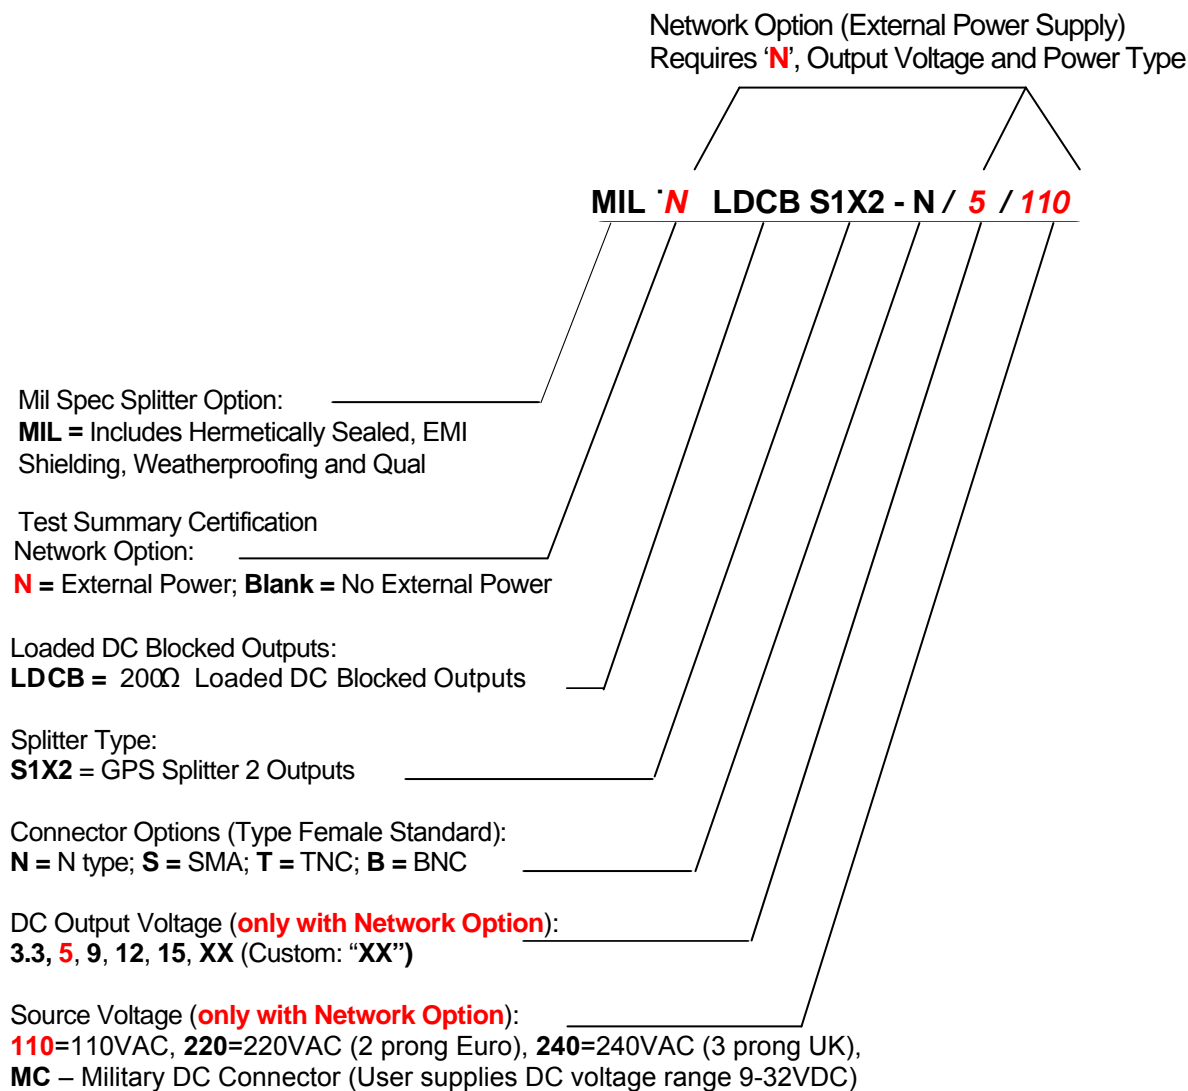 Network Option (External Power Supply)
Requires ‘N’, Output Voltage and Power Type
MIL ˙N LDCB S1X2 - N / 5 / 110
Mil Spec Splitter Option:
MIL = Includes Hermetically Sealed, EMI
Shielding, Weatherproofing and Qual
Test Summary Certification
Network Option:
N = External Power; Blank = No External Power
Loaded DC Blocked Outputs:
LDCB = 200Ω Loaded DC Blocked Outputs
Splitter Type:
S1X2 = GPS Splitter 2 Outputs
Connector Options (Type Female Standard):
N = N type; S = SMA; T = TNC; B = BNC
DC Output Voltage (only with Network Option):
3.3, 5, 9, 12, 15, XX (Custom: “XX”)
Source Voltage (only with Network Option):
110=110VAC, 220=220VAC (2 prong Euro), 240=240VAC (3 prong UK),
MC – Military DC Connector (User supplies DC voltage range 9-32VDC)